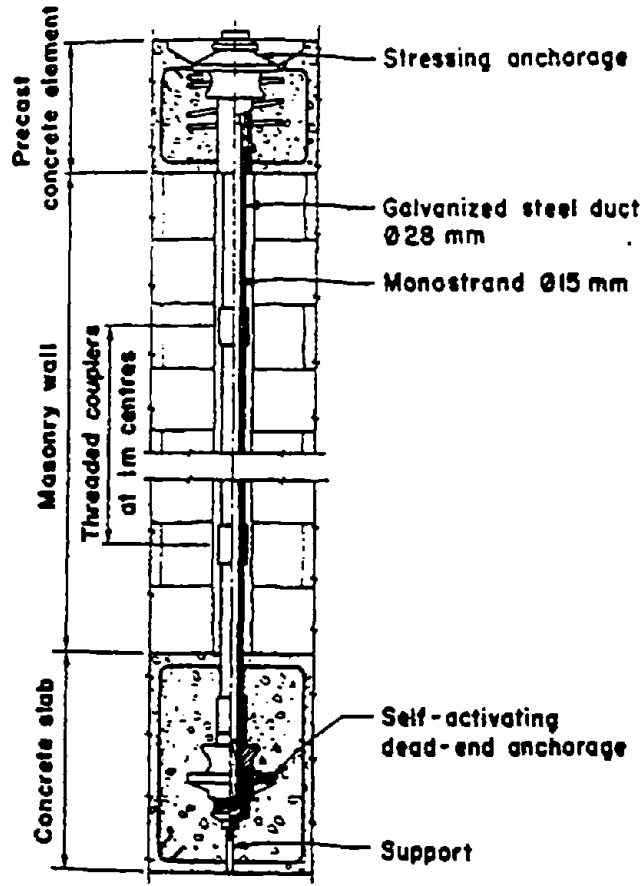 Precast
concrete element
Masonry wall
Concrete slab
Threaded couplers
at 1m centres
Stressing anchorage
Galvanized steel duct
Ø28 mm
Monostrand Ø15 mm
Self-activating
dead-end anchorage
Support